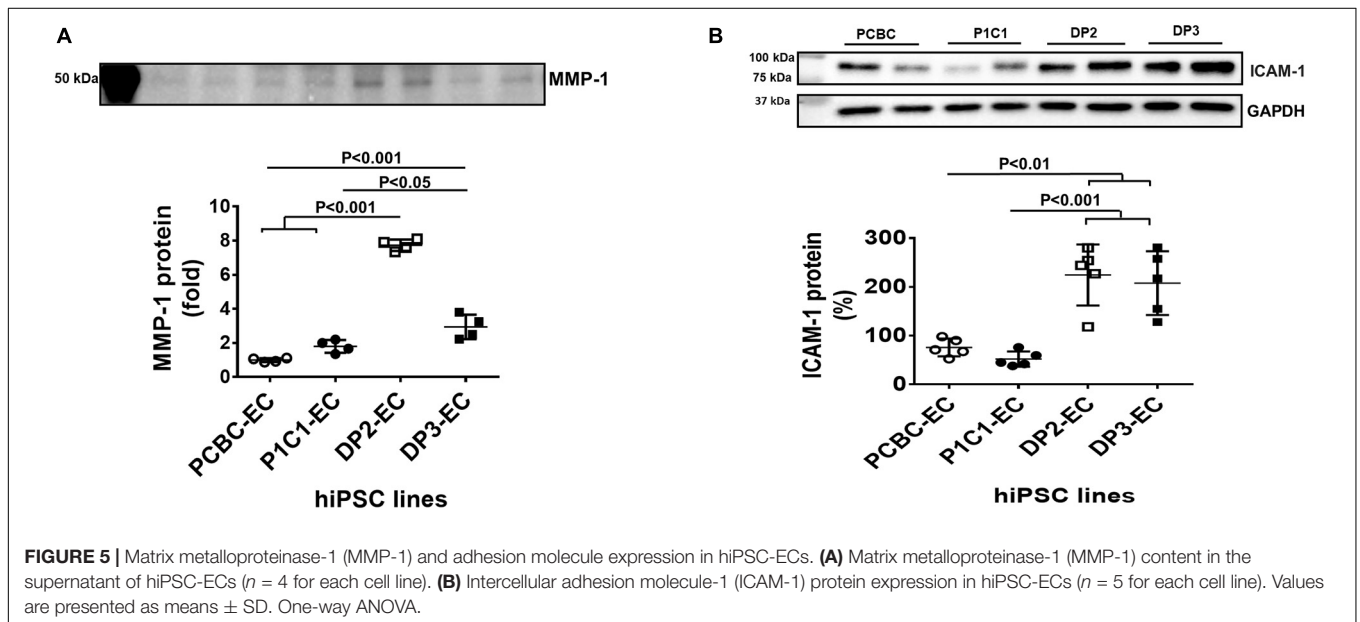 A
50 kDa
MMP-1
P<0.001
P<0.05
P<0.001
10
8
6
4
2
0
MMP-1 protein
(fold)
PCBC-EC
P1C1-EC
DP2-EC
DP3-EC
hiPSC lines
B
PCBC P1C1 DP2 DP3
100 kDa
75 kDa
ICAM-1
37 kDa
GAPDH
P<0.01
P<0.001
300
200
100
0
ICAM-1 protein
(%)
PCBC-EC
P1C1-EC
DP2-EC
DP3-EC
hiPSC lines
FIGURE 5 | Matrix metalloproteinase-1 (MMP-1) and adhesion molecule expression in hiPSC-ECs. (A) Matrix metalloproteinase-1 (MMP-1) content in the
supernatant of hiPSC-ECs (n = 4 for each cell line). (B) Intercellular adhesion molecule-1 (ICAM-1) protein expression in hiPSC-ECs (n = 5 for each cell line). Values
are presented as means ± SD. One-way ANOVA.